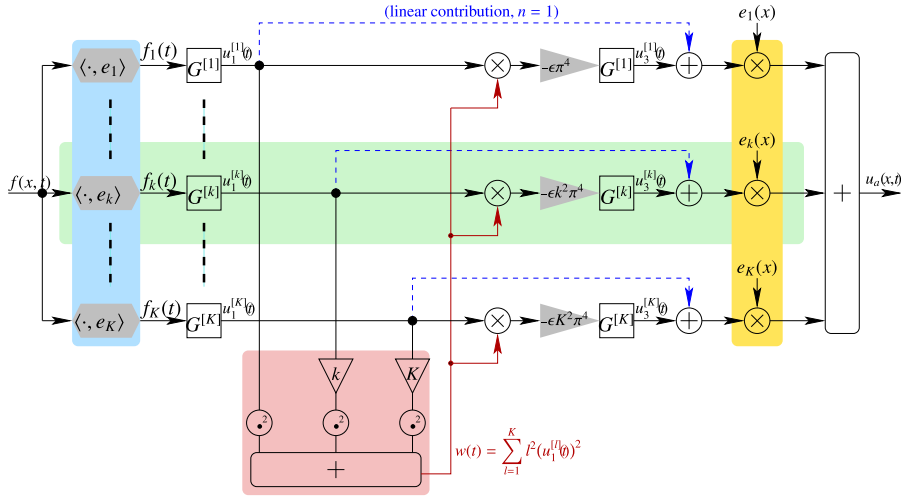 (linear contribution, n = 1)
e₁(x)
⟨·, e₁⟩ f₁(t) G^{[1]} u₁^{[1]}(t) × -ϵπ⁴ G^{[1]} u₃^{[1]}(t) + ×
e_k(x)
f(x, t) ⟨·, e_k⟩ f_k(t) G^{[k]} u₁^{[k]}(t) × -ϵk²π⁴ G^{[k]} u₃^{[k]}(t) + × + u_a(x,t)
e_K(x)
⟨·, e_K⟩ f_K(t) G^{[K]} u₁^{[K]}(t) × -ϵK²π⁴ G^{[K]} u₃^{[K]}(t) + ×
k K
•² •² •²
+ w(t) = ∑_{l=1}^{K} l²(u₁^{[l]}(t))²